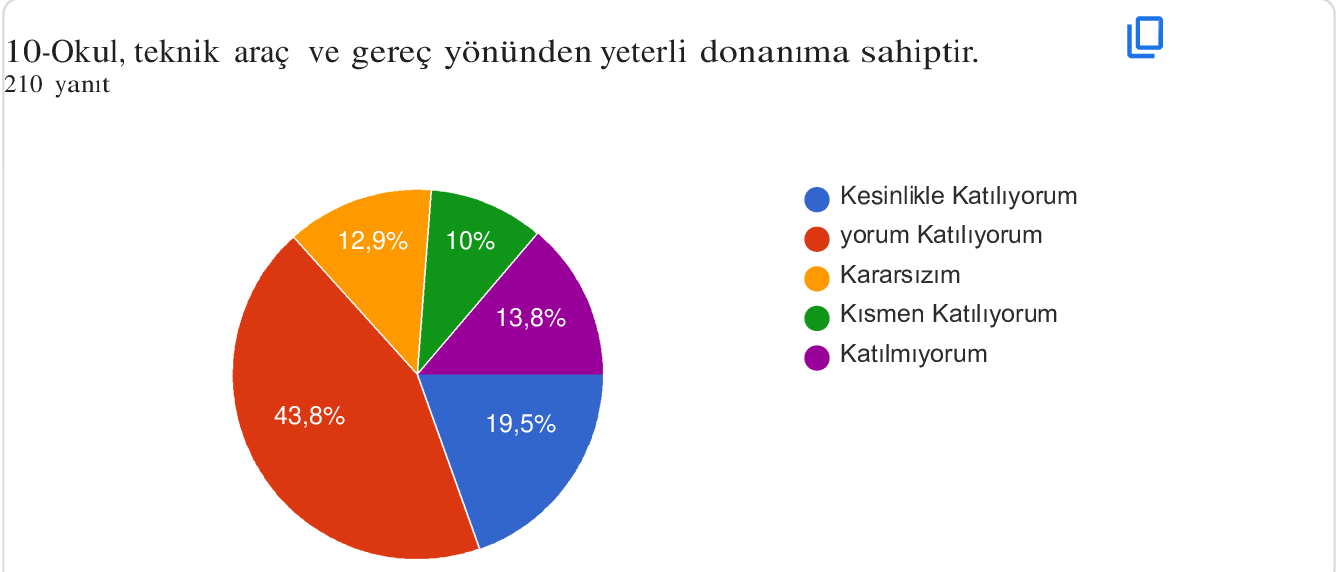 10-Okul, teknik araç ve gereç yönünden yeterli donanıma sahiptir.
210 yanıt
Kesinlikle Katılıyorum
yorum Katılıyorum
Kararsızım
Kısmen Katılıyorum
Katılmıyorum
12,9%
10%
13,8%
43,8%
19,5%